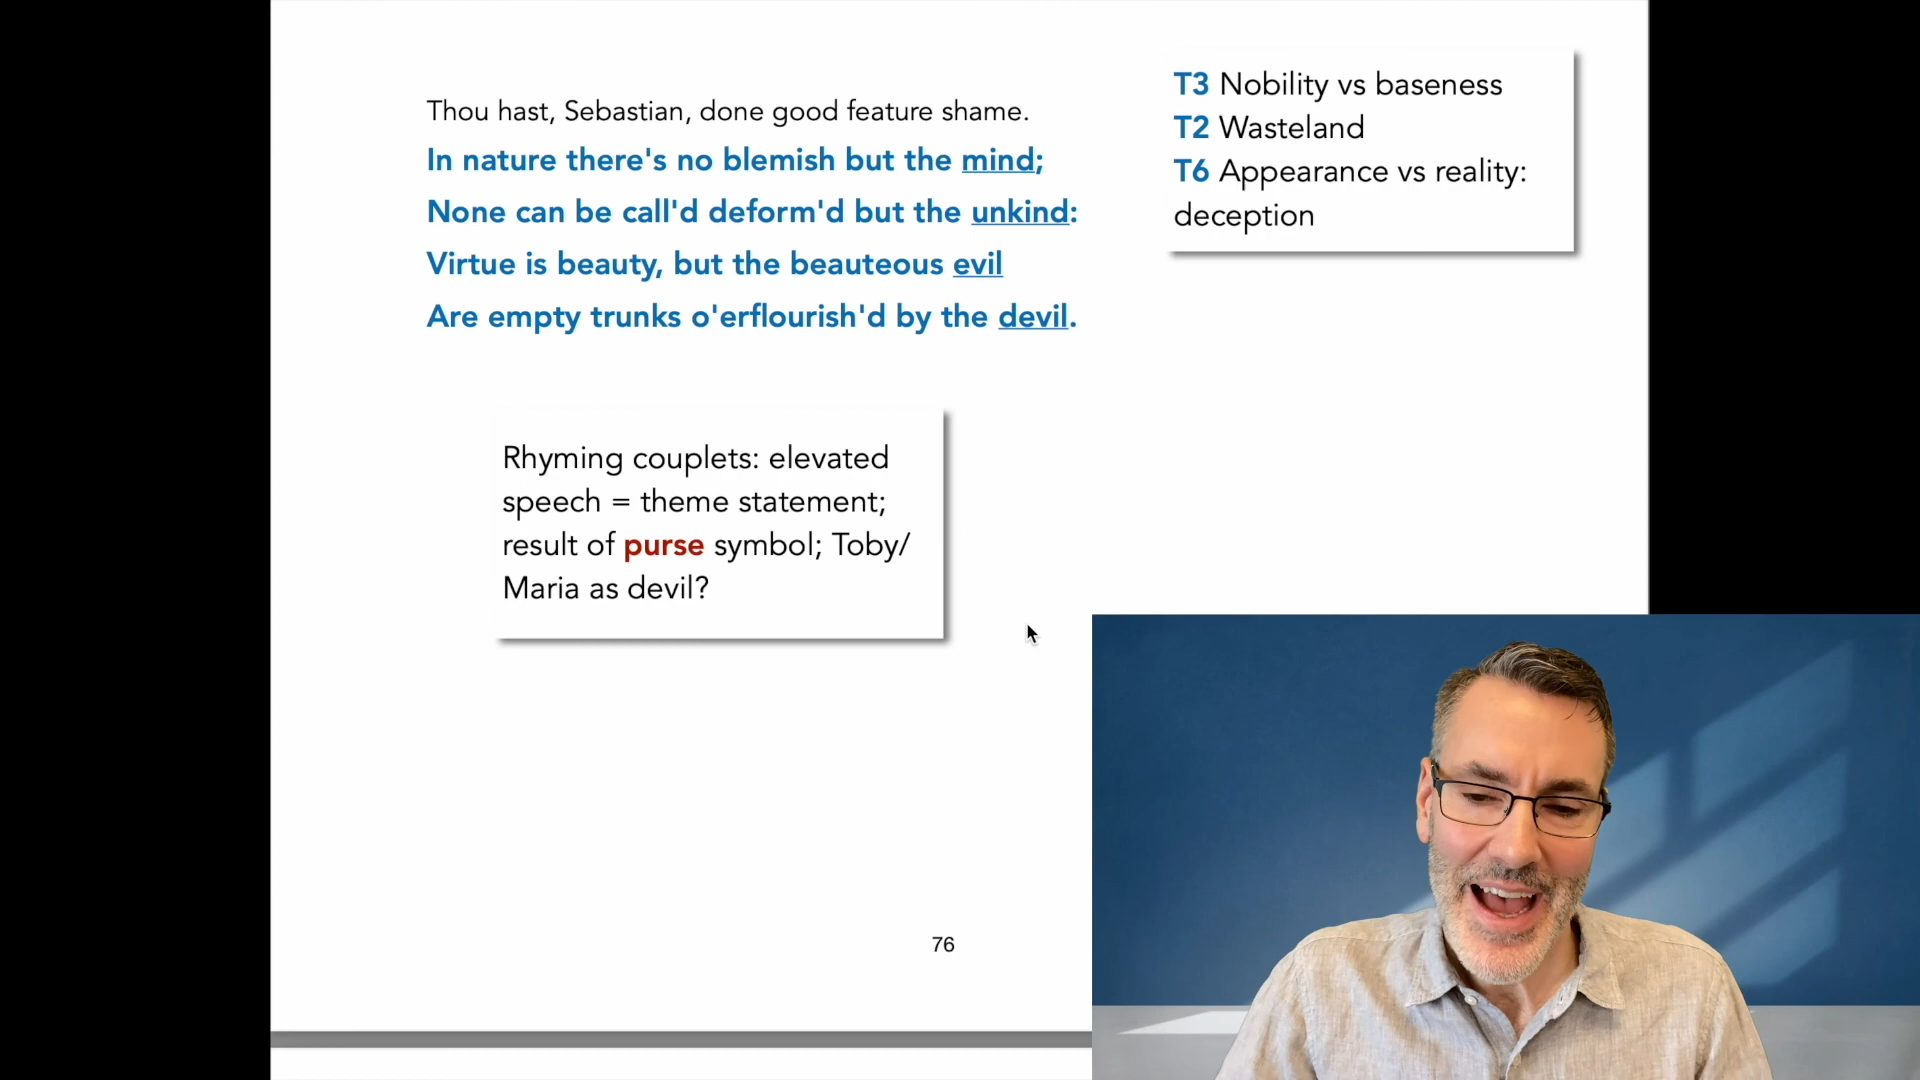 Thou hast, Sebastian, done good feature shame.
In nature there's no blemish but the mind;
None can be call'd deform'd but the unkind:
Virtue is beauty, but the beauteous evil
Are empty trunks o'erflourish'd by the devil.
T3 Nobility vs baseness
T2 Wasteland
T6 Appearance vs reality:
deception
Rhyming couplets: elevated
speech = theme statement;
result of purse symbol; Toby/
Maria as devil?
76